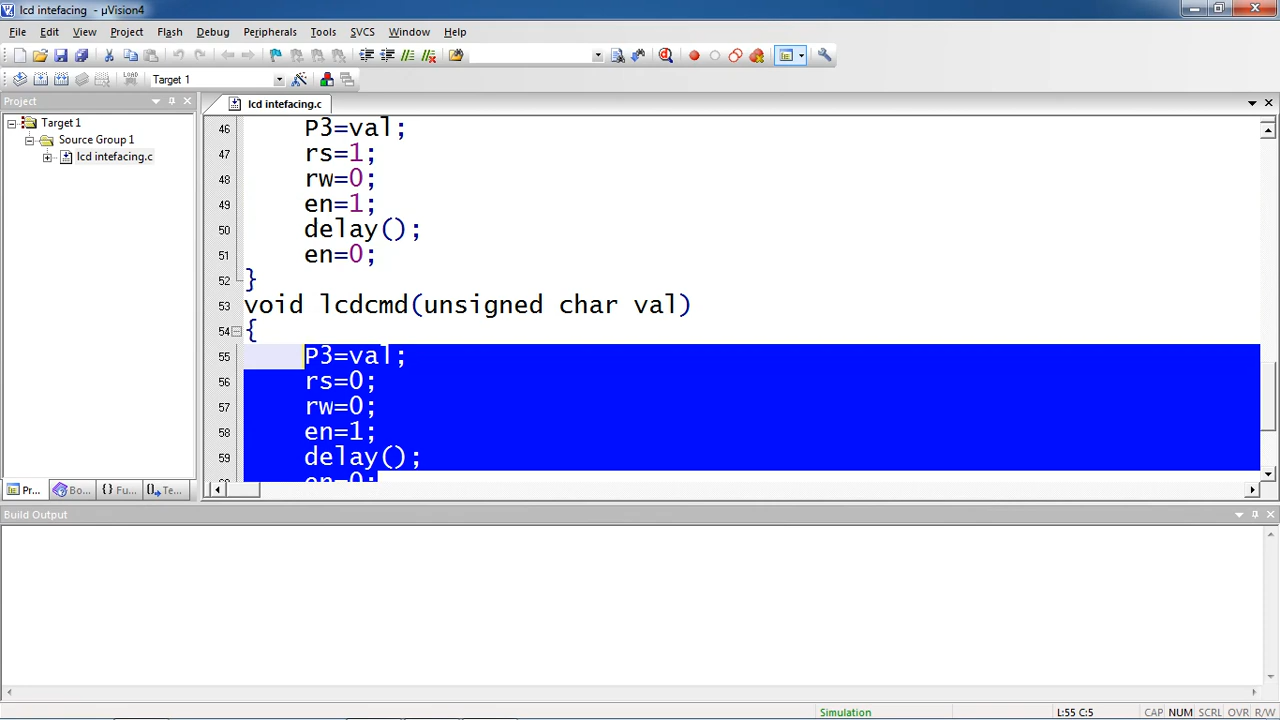 lcd intefacing - µVision4
File Edit View Project Flash Debug Peripherals Tools SVCS Window Help
LOAD Target 1
Project
lcd intefacing.c
Target 1
Source Group 1
lcd intefacing.c
46 P3=val;
47 rs=1;
48 rw=0;
49 en=1;
50 delay();
51 en=0;
52 }
53 void lcdcmd(unsigned char val)
54 {
55 P3=val;
56 rs=0;
57 rw=0;
58 en=1;
59 delay();
en=0;
Pr... Bo... {} Fu... Te...
Build Output
Simulation L:55 C:5 CAP NUM SCRL OVR R/W